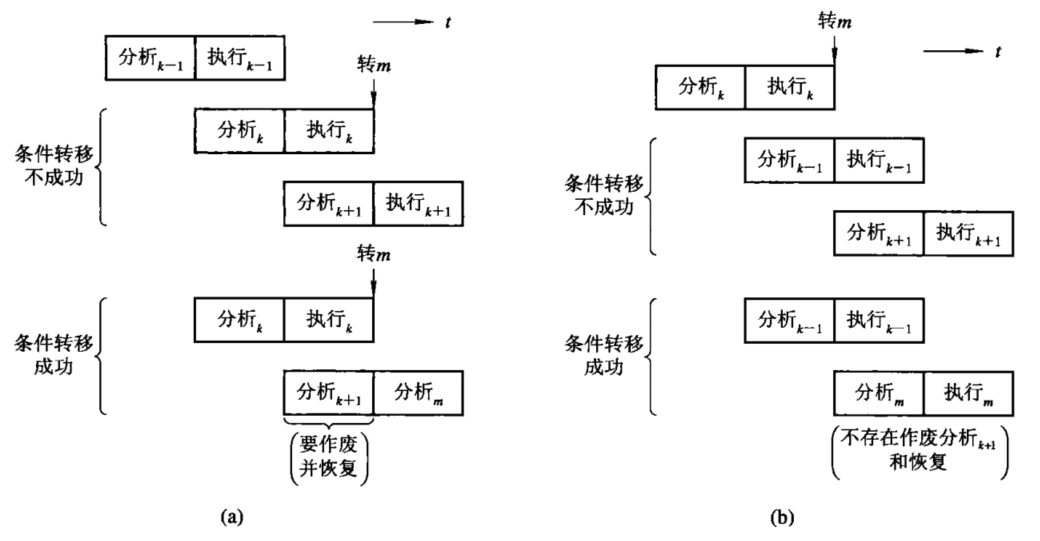 t
分析k−1 执行k−1
转m
条件转移
不成功
分析k 执行k
分析k+1 执行k+1
转m
条件转移
成功
分析k 执行k
分析k+1 分析m
要作废
并恢复
(a)
t
转m
分析k 执行k
条件转移
不成功
分析k−1 执行k−1
分析k+1 执行k+1
条件转移
成功
分析k−1 执行k−1
分析m 执行m
不存在作废分析k+1
和恢复
(b)